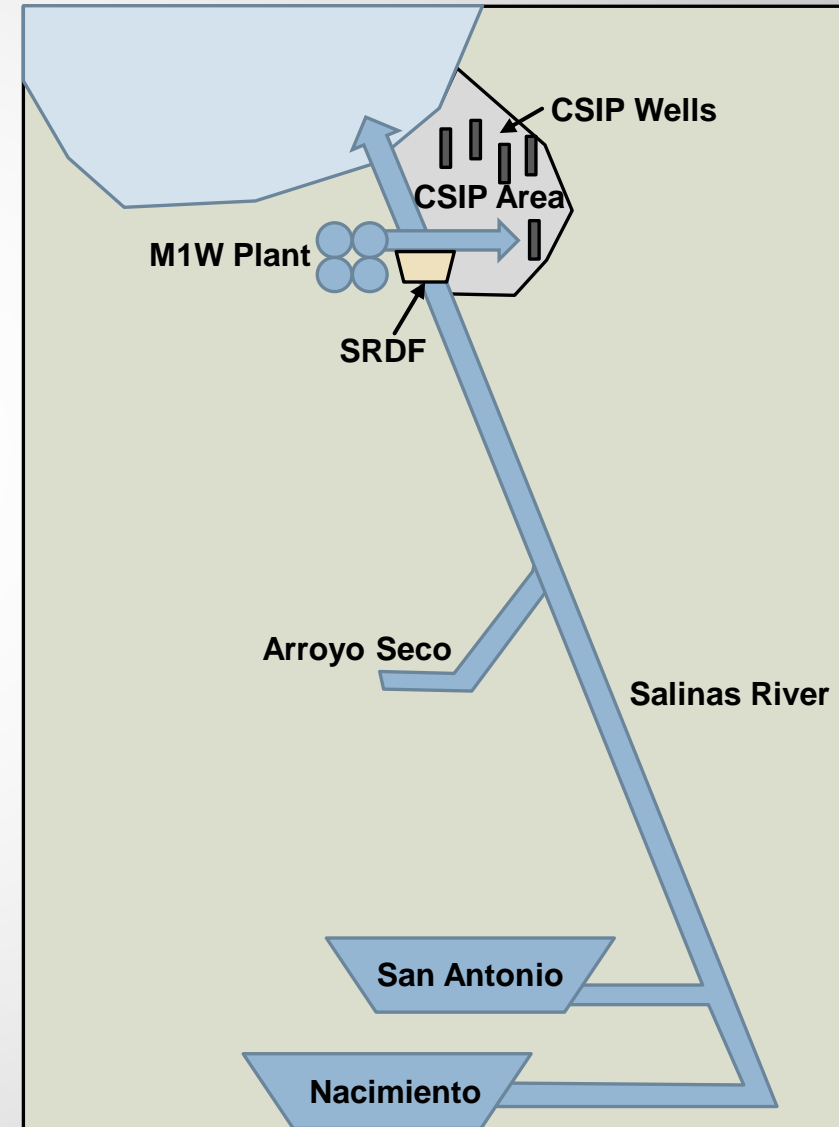 CSIP Wells
CSIP Area
M1W Plant
SRDF
Arroyo Seco
Salinas River
San Antonio
Nacimiento